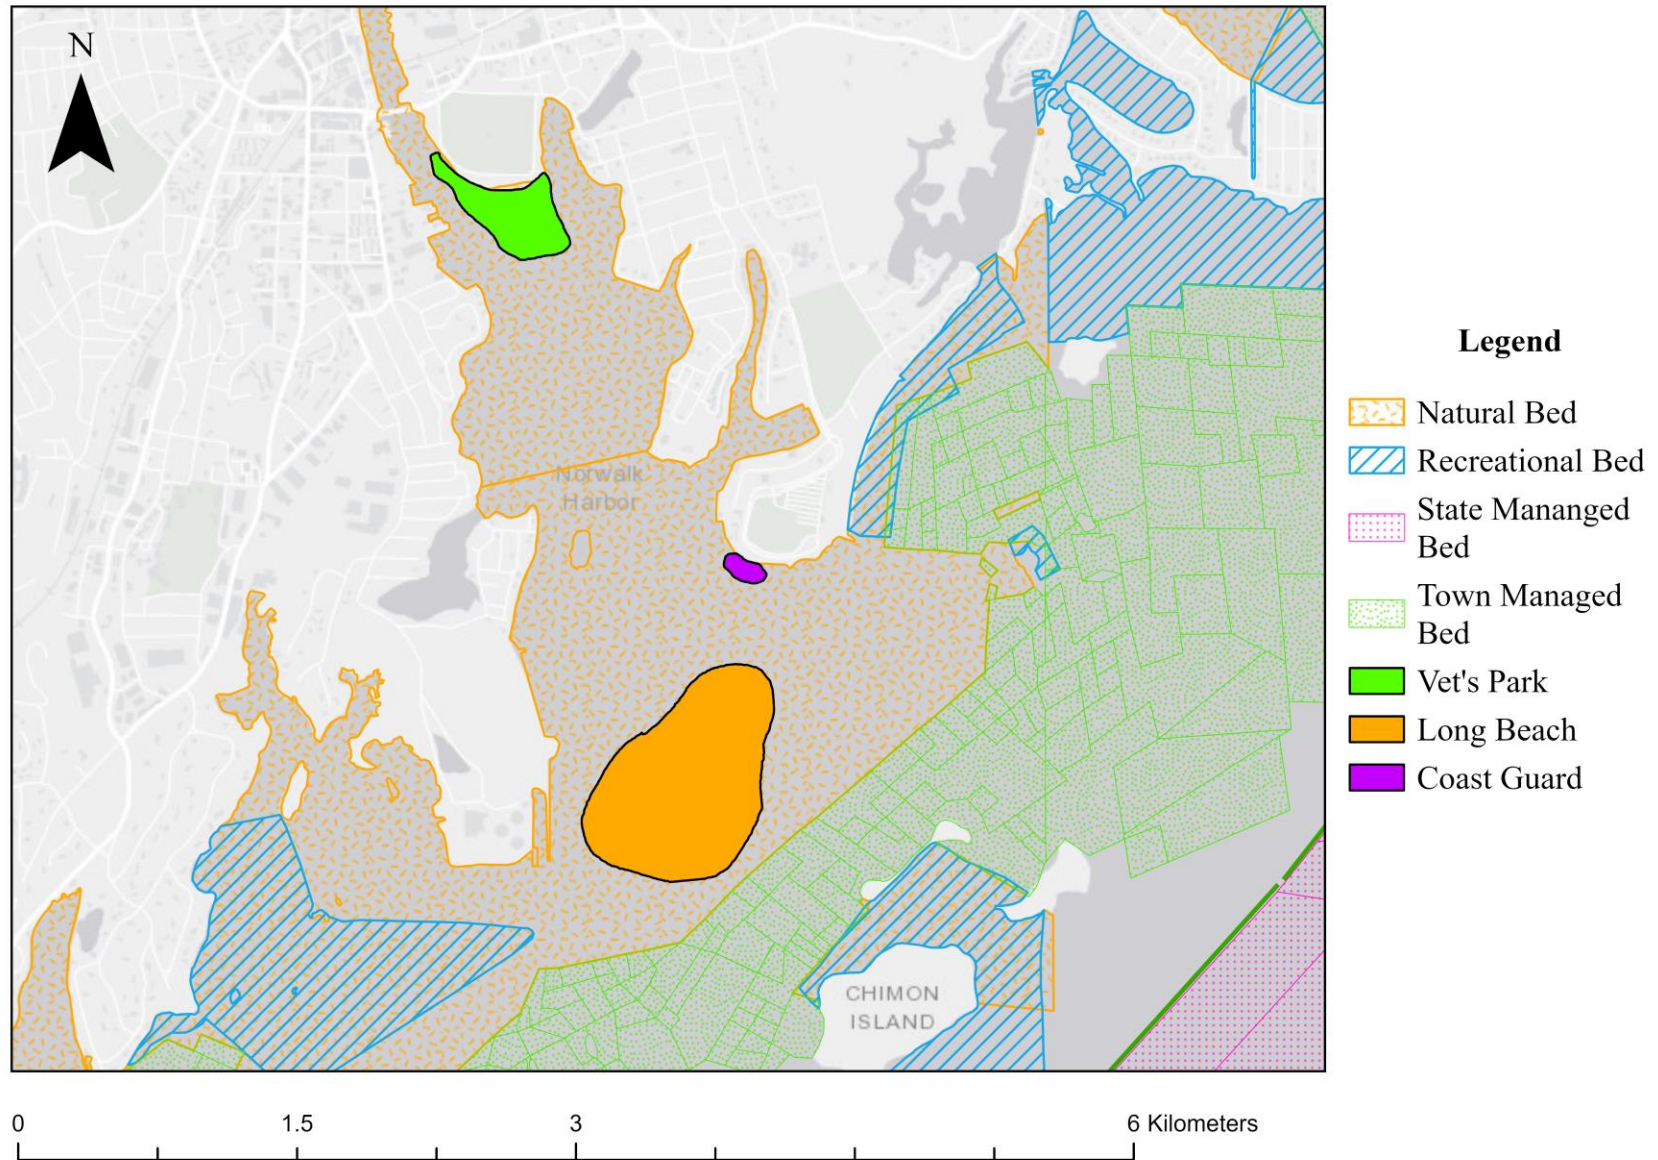 N
Norwalk
Harbor
CHIMON
ISLAND
Legend
Natural Bed
Recreational Bed
State Mananged
Bed
Town Managed
Bed
Vet's Park
Long Beach
Coast Guard
0 1.5 3 6 Kilometers